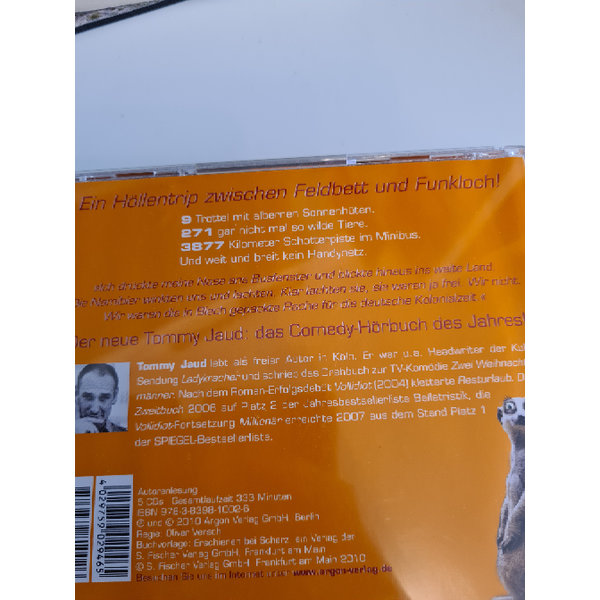 Ein Höllentrip zwischen Feldbett und Funkloch!
9 Trottel mit albernen Sonnenhüten.
271 gar nicht mal so wilde Tiere.
3877 Kilometer Schotterpiste im Minibus.
Und weit und breit kein Handynetz.
ich drückte meine Nase ans Busfenster und blickte hinaus ins weite Land.
Die Namibier winkten uns und lachten. Klar lachten sie, sie waren ja frei. Wir nicht.
Wir waren die in Blech gepackte Rache für die deutsche Kolonialzeit.«
der neue Tommy Jaud: das Comedy-Hörbuch des Jahres!
Tommy Jaud lebt als freier Autor in Köln. Er war u.a. Headwriter der
Sendung Ladykracher und schrieb das Drehbuch zur TV-Komödie Zwei Weihnacht
männer. Nach dem Roman-Erfolgsdebüt Vollidiot (2004) kletterte Resturlaub. D
Zweitbuch 2006 auf Platz 2 der Jahresbestsellerliste Belletristik, die
Vollidiot-Fortsetzung Millionär erreichte 2007 aus dem Stand Platz 1
der SPIEGEL-Bestsellerliste.
4 029759 029465
Autorenlesung
5 CDs Gesamtlaufzeit 333 Minuten
ISBN 978-3-8398-1002-6
℗ und © 2010 Argon Verlag GmbH, Berlin
Regie: Oliver Versch
Buchvorlage: Erschienen bei Scherz, ein Verlag der
S. Fischer Verlag GmbH, Frankfurt am Main
© S. Fischer Verlag GmbH, Frankfurt am Main 2010
Besuchen Sie uns im Internet unter www.argon-verlag.de